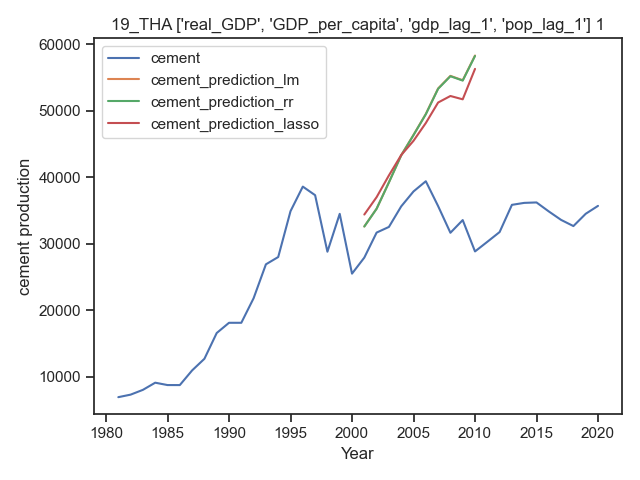 19_THA ['real_GDP', 'GDP_per_capita', 'gdp_lag_1', 'pop_lag_1'] 1
60000
50000
40000
30000
20000
10000
cement production
cement
cement_prediction_lm
cement_prediction_rr
cement_prediction_lasso
1980 1985 1990 1995 2000 2005 2010 2015 2020
Year